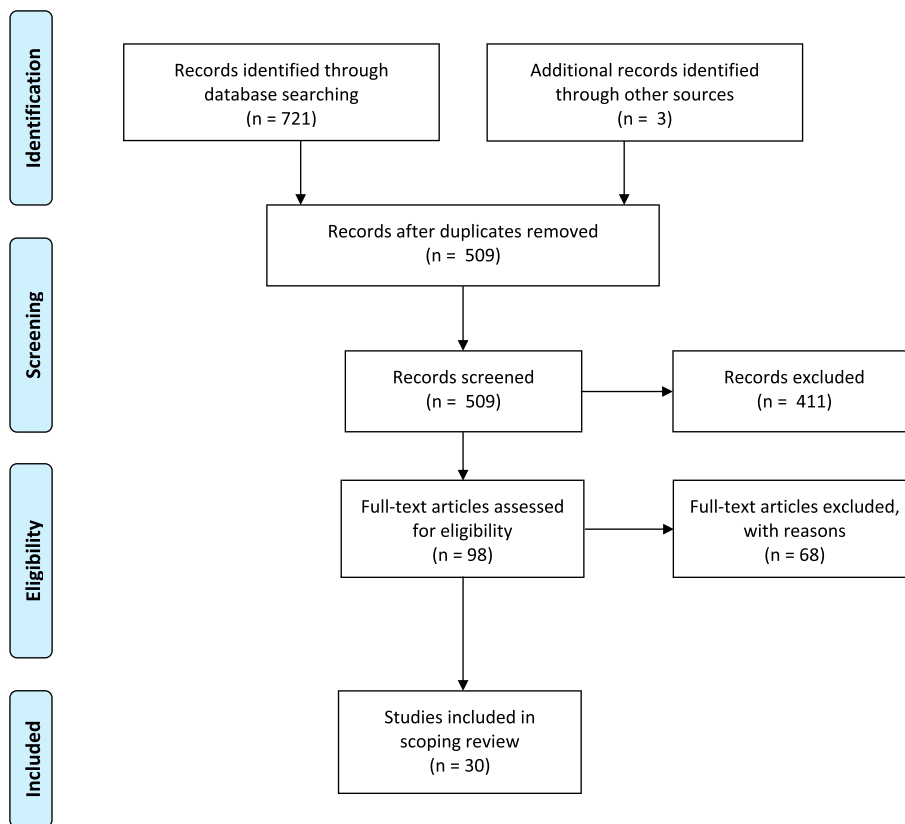 Identification
Records identified through
database searching
(n = 721)
Additional records identified
through other sources
(n = 3)
Records after duplicates removed
(n = 509)
Screening
Records screened
(n = 509)
Records excluded
(n = 411)
Eligibility
Full-text articles assessed
for eligibility
(n = 98)
Full-text articles excluded,
with reasons
(n = 68)
Included
Studies included in
scoping review
(n = 30)